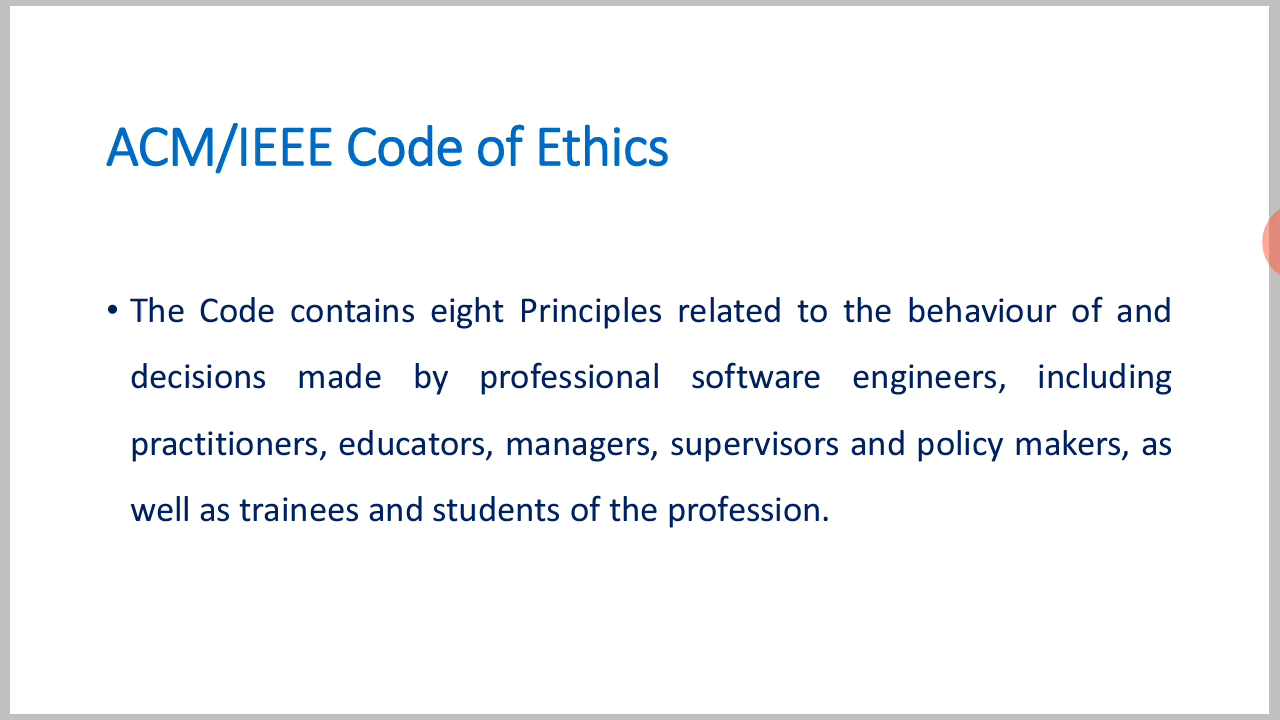 ACM/IEEE Code of Ethics
• The Code contains eight Principles related to the behaviour of and
decisions made by professional software engineers, including
practitioners, educators, managers, supervisors and policy makers, as
well as trainees and students of the profession.